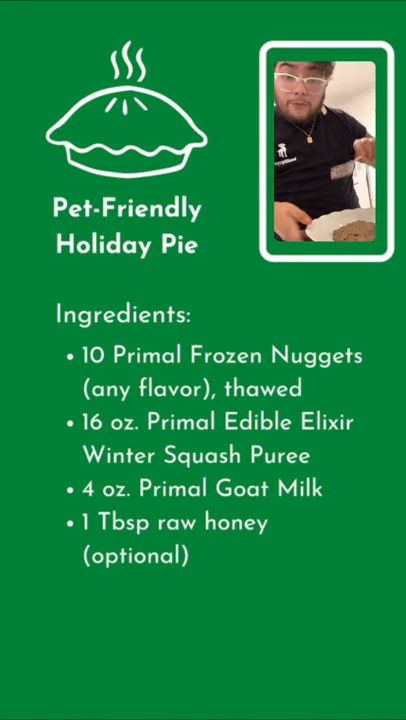 Pet-Friendly
Holiday Pie
Ingredients:
• 10 Primal Frozen Nuggets
(any flavor), thawed
• 16 oz. Primal Edible Elixir
Winter Squash Puree
• 4 oz. Primal Goat Milk
• 1 Tbsp raw honey
(optional)